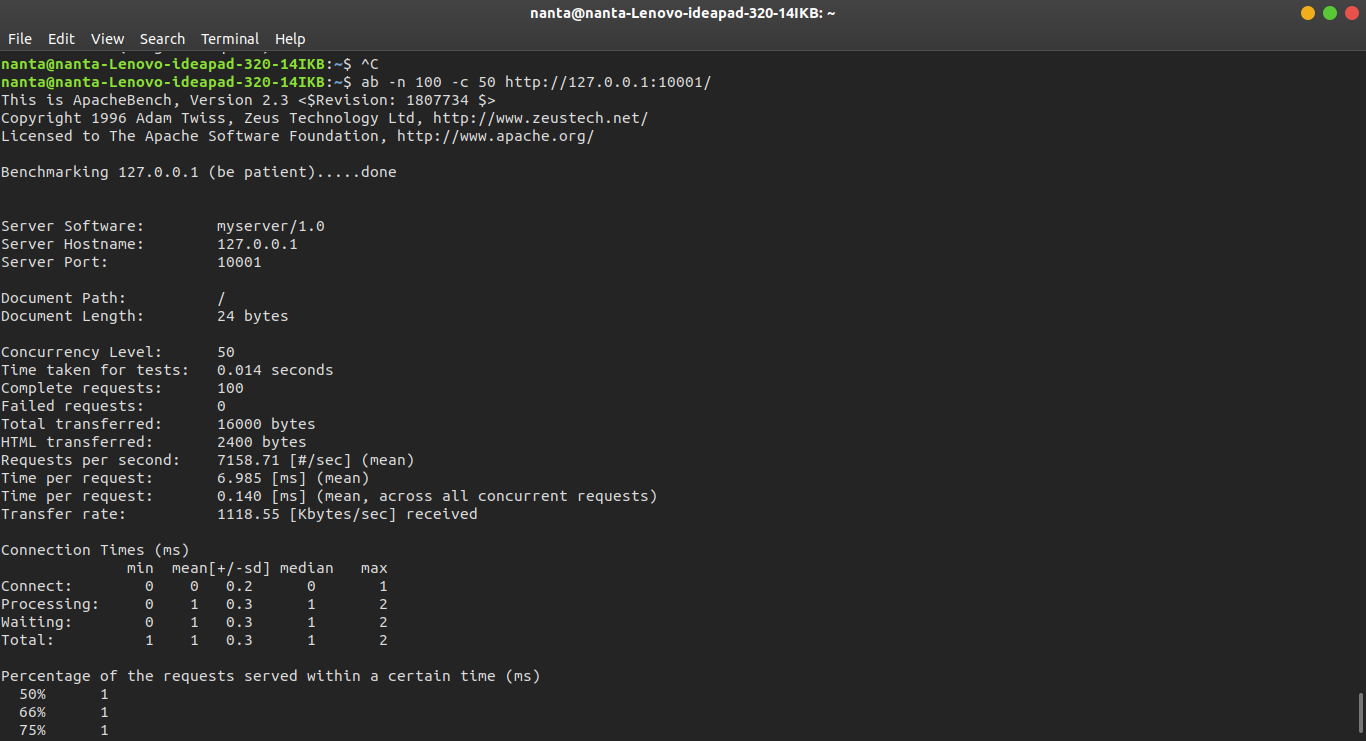 nanta@nanta-Lenovo-ideapad-320-14IKB: ~
File Edit View Search Terminal Help
nanta@nanta-Lenovo-ideapad-320-14IKB:~$ ^C
nanta@nanta-Lenovo-ideapad-320-14IKB:~$ ab -n 100 -c 50 http://127.0.0.1:10001/
This is ApacheBench, Version 2.3 <$Revision: 1807734 $>
Copyright 1996 Adam Twiss, Zeus Technology Ltd, http://www.zeustech.net/
Licensed to The Apache Software Foundation, http://www.apache.org/

Benchmarking 127.0.0.1 (be patient).....done


Server Software:        myserver/1.0
Server Hostname:        127.0.0.1
Server Port:            10001

Document Path:          /
Document Length:        24 bytes

Concurrency Level:      50
Time taken for tests:   0.014 seconds
Complete requests:      100
Failed requests:        0
Total transferred:      16000 bytes
HTML transferred:       2400 bytes
Requests per second:    7158.71 [#/sec] (mean)
Time per request:       6.985 [ms] (mean)
Time per request:       0.140 [ms] (mean, across all concurrent requests)
Transfer rate:          1118.55 [Kbytes/sec] received

Connection Times (ms)
              min  mean[+/-sd] median   max
Connect:        0    0   0.2      0       1
Processing:     0    1   0.3      1       2
Waiting:        0    1   0.3      1       2
Total:          1    1   0.3      1       2

Percentage of the requests served within a certain time (ms)
  50%      1
  66%      1
  75%      1